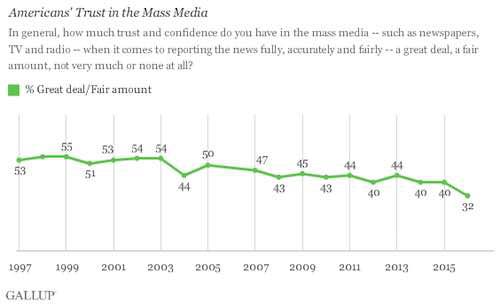 Americans' Trust in the Mass Media
In general, how much trust and confidence do you have in the mass media -- such as newspapers,
TV and radio -- when it comes to reporting the news fully, accurately and fairly -- a great deal, a fair
amount, not very much or none at all?
% Great deal/Fair amount
53 55 51 53 54 54 44 50 47 43 45 43 44 40 44 40 40 32
1997 1999 2001 2003 2005 2007 2009 2011 2013 2015
GALLUP